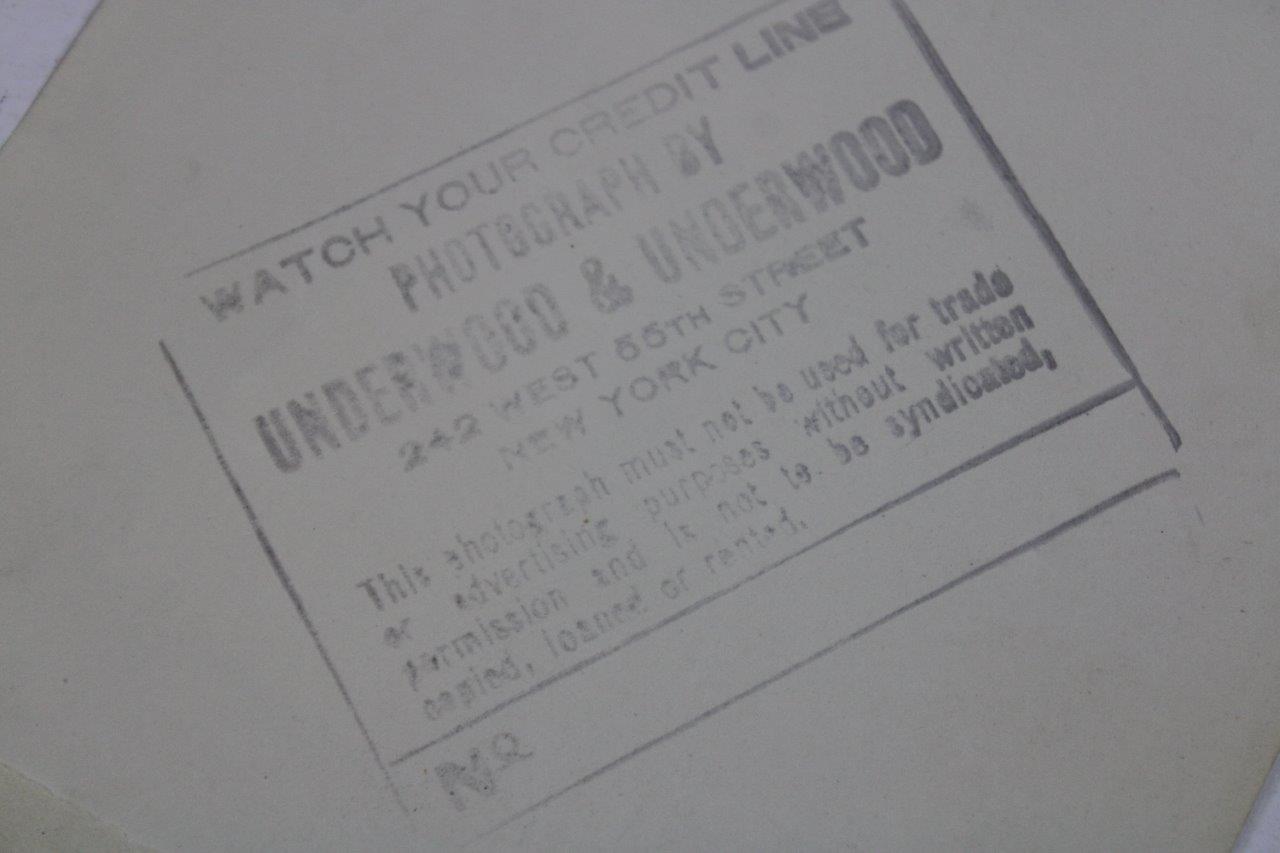 WATCH YOUR CREDIT LINE
PHOTOGRAPH BY
UNDERWOOD & UNDERWOOD
242 WEST 55TH STREET
NEW YORK CITY
This photograph must not be used for trade
or advertising purposes without written
permission and is not to be syndicated,
copied, loaned or rented.
No